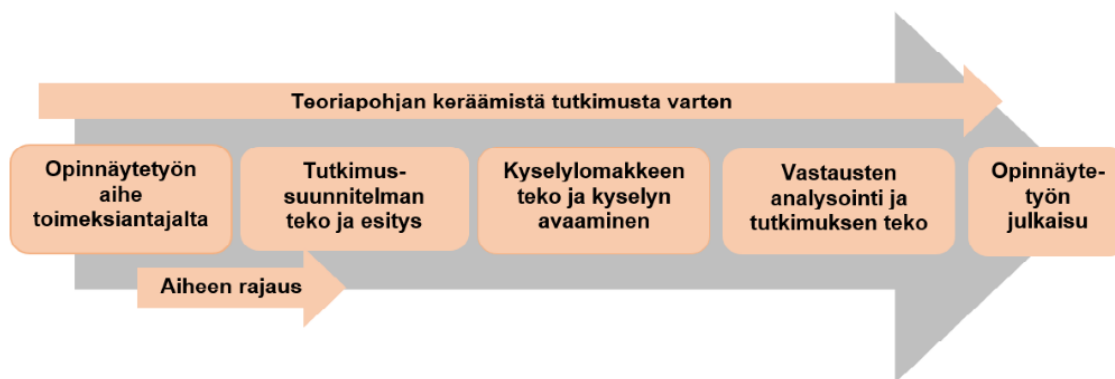 Teoriapohjan keräämistä tutkimusta varten
Opinnäytetyön
aihe
toimeksiantajalta
Tutkimus-
suunnitelman
teko ja esitys
Kyselylomakkeen
teko ja kyselyn
avaaminen
Vastausten
analysointi ja
tutkimuksen teko
Opinnäyte-
työn
julkaisu
Aiheen rajaus